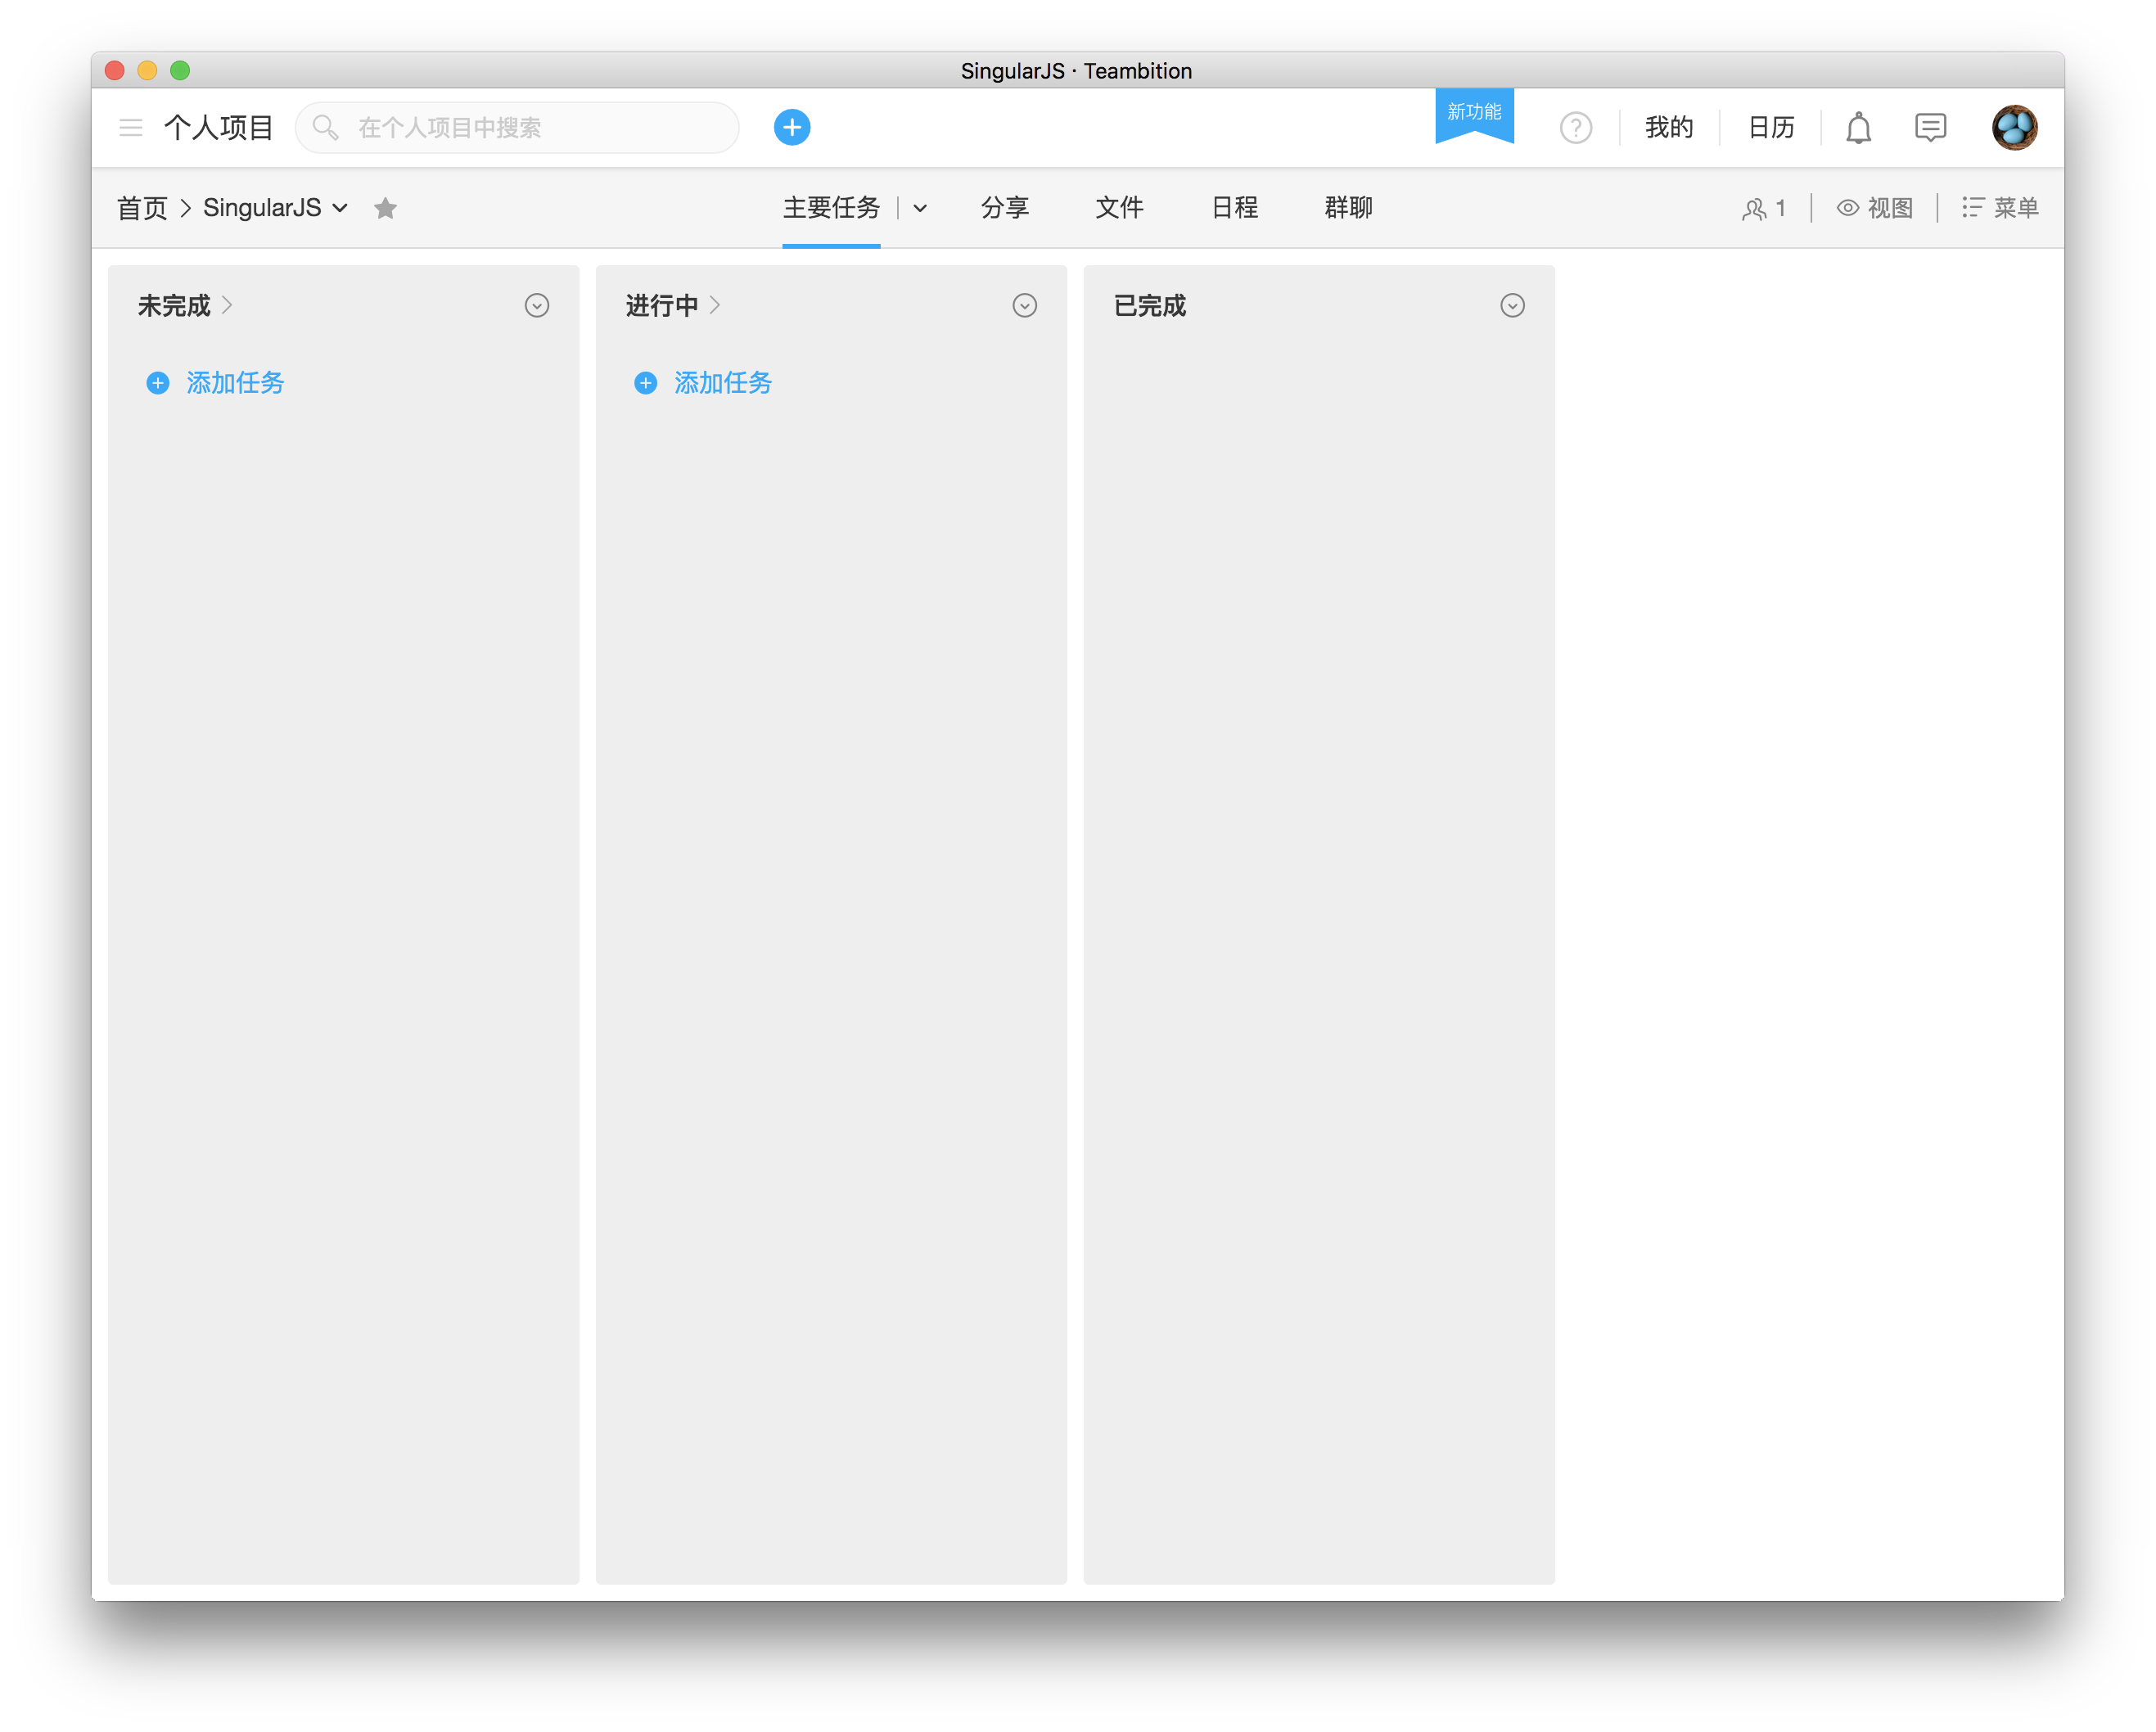 SingularJS · Teambition
个人项目 在个人项目中搜索 新功能 ? 我的 日历
首页 > SingularJS 主要任务 分享 文件 日程 群聊 1 视图 菜单
未完成 进行中 已完成
添加任务 添加任务